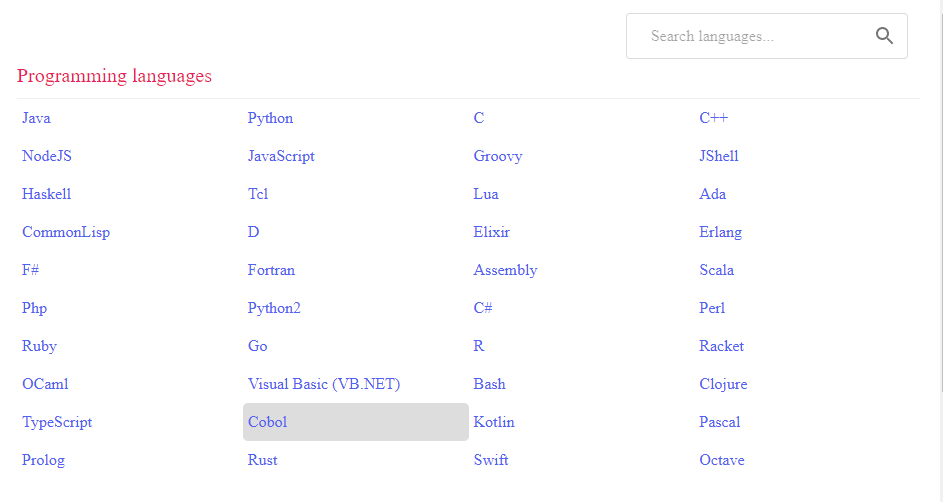 Search languages...
Programming languages
Java Python C C++
NodeJS JavaScript Groovy JShell
Haskell Tcl Lua Ada
CommonLisp D Elixir Erlang
F# Fortran Assembly Scala
Php Python2 C# Perl
Ruby Go R Racket
OCaml Visual Basic (VB.NET) Bash Clojure
TypeScript Cobol Kotlin Pascal
Prolog Rust Swift Octave